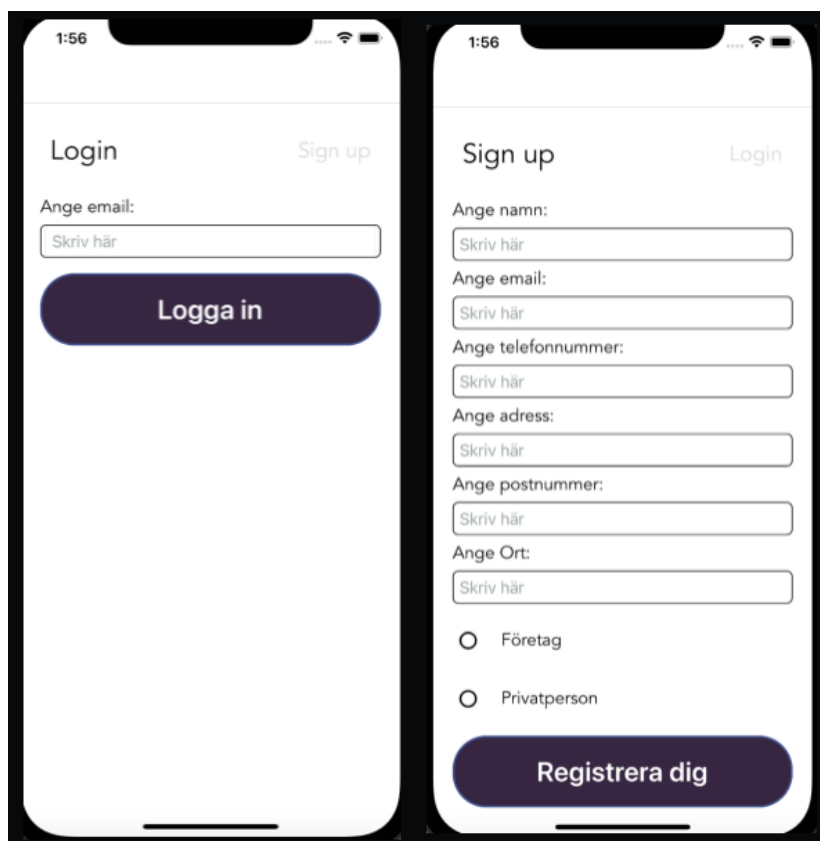 1:56
Login
Sign up
Ange email:
Skriv här
Logga in
1:56
Sign up
Login
Ange namn:
Skriv här
Ange email:
Skriv här
Ange telefonnummer:
Skriv här
Ange adress:
Skriv här
Ange postnummer:
Skriv här
Ange Ort:
Skriv här
Företag
Privatperson
Registrera dig